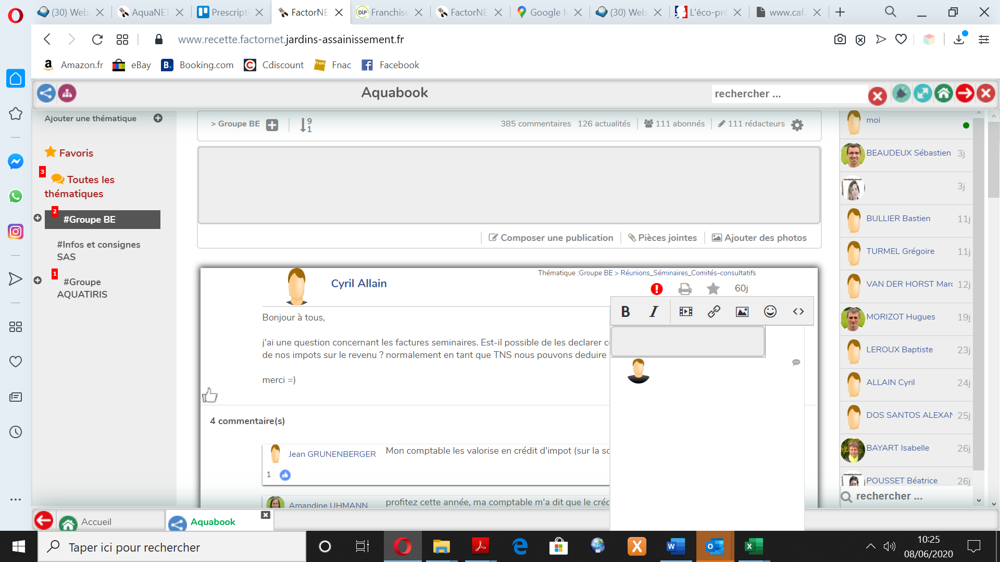 (30) Web
AquaNET
Prescripti
FactorNE
Franchise
FactorNE
Google M
(30) Web
L'éco-prê
www.caf.
www.recette.factornet.jardins-assainissement.fr
Amazon.fr
eBay
Booking.com
Cdiscount
Fnac
Facebook
Aquabook
rechercher ...
Ajouter une thématique
Favoris
3
Toutes les
thématiques
2
#Groupe BE
#Infos et consignes
SAS
1
#Groupe
AQUATIRIS
> Groupe BE
9
1
385 commentaires 126 actualités 111 abonnés 111 rédacteurs
Composer une publication
Pièces jointes
Ajouter des photos
Cyril Allain
Thématique :Groupe BE > Réunions_Séminaires_Comités-consultatifs
60j
B I
Bonjour à tous,
j'ai une question concernant les factures seminaires. Est-il possible de les declarer c
de nos impots sur le revenu ? normalement en tant que TNS nous pouvons deduire
merci =)
4 commentaire(s)
Jean GRUNENBERGER
Mon comptable les valorise en crédit d'impot (sur la so
1
Amandine UHMANN
profitez cette année, ma comptable m'a dit que le créd
moi
BEAUDEUX Sébastien 3j
3j
BULLIER Bastien 11j
TURMEL Grégoire 11j
VAN DER HORST Marc 12j
MORIZOT Hugues 19j
LEROUX Baptiste 23j
ALLAIN Cyril 24j
DOS SANTOS ALEXAN 25j
BAYART Isabelle 26j
POUSSET Béatrice 26j
rechercher ...
Accueil
Aquabook
Taper ici pour rechercher
10:25
08/06/2020